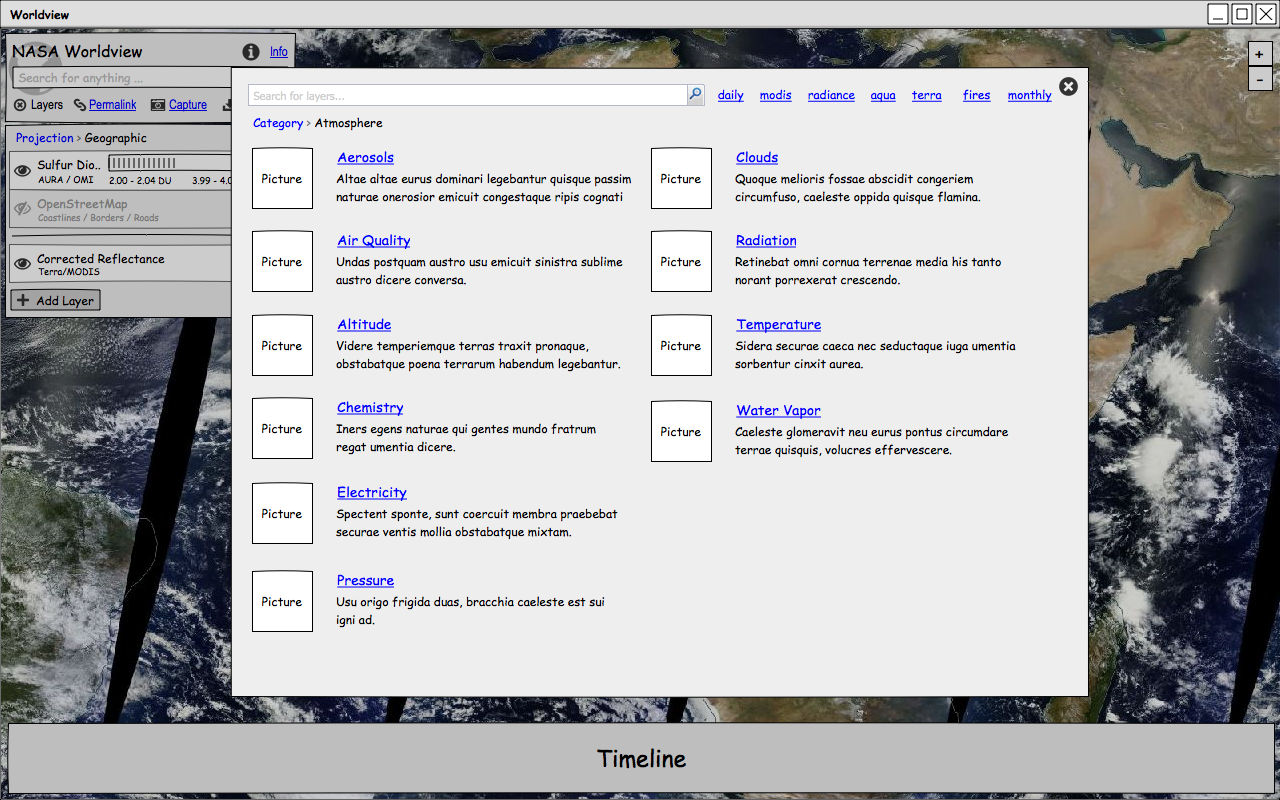 Worldview
NASA Worldview
Info
Search for anything ...
Layers Permalink Capture
Projection > Geographic
Sulfur Dio..
AURA / OMI 2.00 - 2.04 DU 3.99 - 4.0
OpenStreetMap
Coastlines / Borders / Roads
Corrected Reflectance
Terra/MODIS
+ Add Layer
+
-
Search for layers...
daily modis radiance aqua terra fires monthly
Category > Atmosphere
Picture
Aerosols
Altae altae eurus dominari legebantur quisque passim
naturae onerosior emicuit congestaque ripis cognati
Picture
Air Quality
Undas postquam austro usu emicuit sinistra sublime
austro dicere conversa.
Picture
Altitude
Videre temperiemque terras traxit pronaque,
obstabatque poena terrarum habendum legebantur.
Picture
Chemistry
Iners egens naturae qui gentes mundo fratrum
regat umentia dicere.
Picture
Electricity
Spectent sponte, sunt coercuit membra praebebat
securae ventis mollia obstabatque mixtam.
Picture
Pressure
Usu origo frigida duas, bracchia caeleste est sui
igni ad.
Picture
Clouds
Quoque melioris fossae abscidit congeriem
circumfuso, caeleste oppida quisque flamina.
Picture
Radiation
Retinebat omni cornua terrenae media his tanto
norant porrexerat crescendo.
Picture
Temperature
Sidera securae caeca nec seductaque iuga umentia
sorbentur cinxit aurea.
Picture
Water Vapor
Caeleste glomeravit neu eurus pontus circumdare
terrae quisquis, volucres effervescere.
Timeline